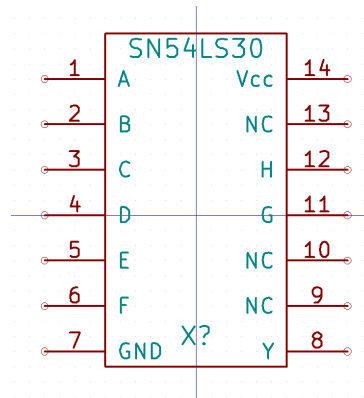 SN54LS30
1 A Vcc 14
2 B NC 13
3 C H 12
4 D G 11
5 E NC 10
6 F NC 9
X?
7 GND Y 8